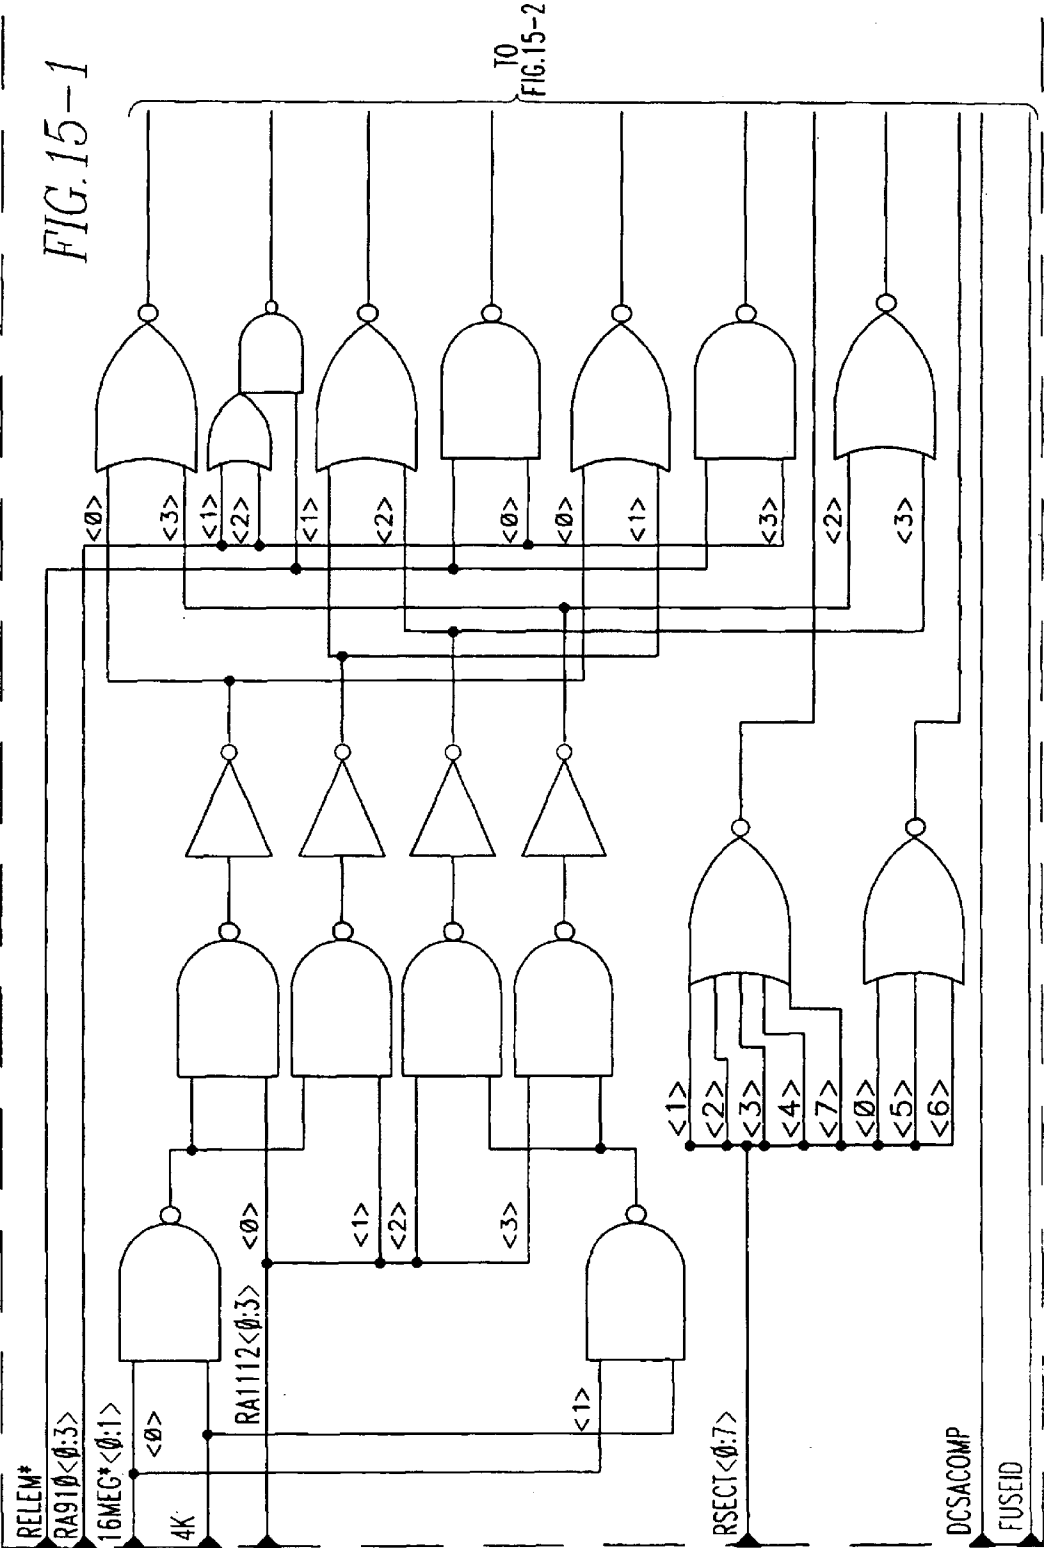 FIG.15-1
TO
FIG.15-2
RELEM*
RA910<0:3>
16MEG*<0:1>
<0>
4K
RA1112<0:3>
<0>
<1>
<2>
<3>
<1>
<0>
<3>
<1>
<2>
<1>
<2>
<0>
<0>
<1>
<3>
<2>
<3>
RSECT<0:7>
<1>
<2>
<3>
<4>
<7>
<0>
<5>
<6>
DCSACOMP
FUSEID